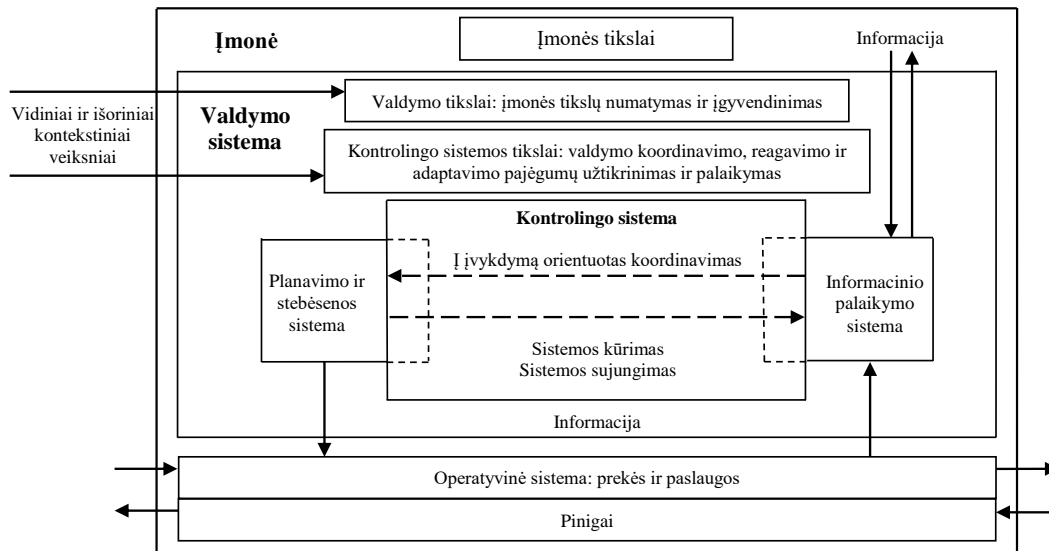 Įmonė
Įmonės tikslai
Informacija
Vidiniai ir išoriniai
kontekstiniai
veiksniai
Valdymo
sistema
Valdymo tikslai: įmonės tikslų numatymas ir įgyvendinimas
Kontrolingo sistemos tikslai: valdymo koordinavimo, reagavimo ir
adaptavimo pajėgumų užtikrinimas ir palaikymas
Kontrolingo sistema
Planavimo ir
stebėsenos
sistema
Į įvykdymą orientuotas koordinavimas
Sistemos kūrimas
Sistemos sujungimas
Informacinio
palaikymo
sistema
Informacija
Operatyvinė sistema: prekės ir paslaugos
Pinigai